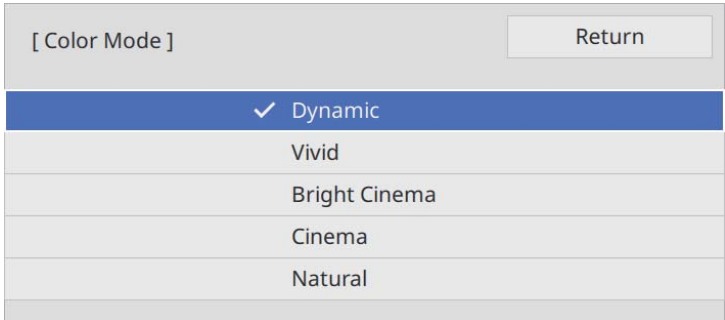 [ Color Mode ]
Return
✓ Dynamic
Vivid
Bright Cinema
Cinema
Natural